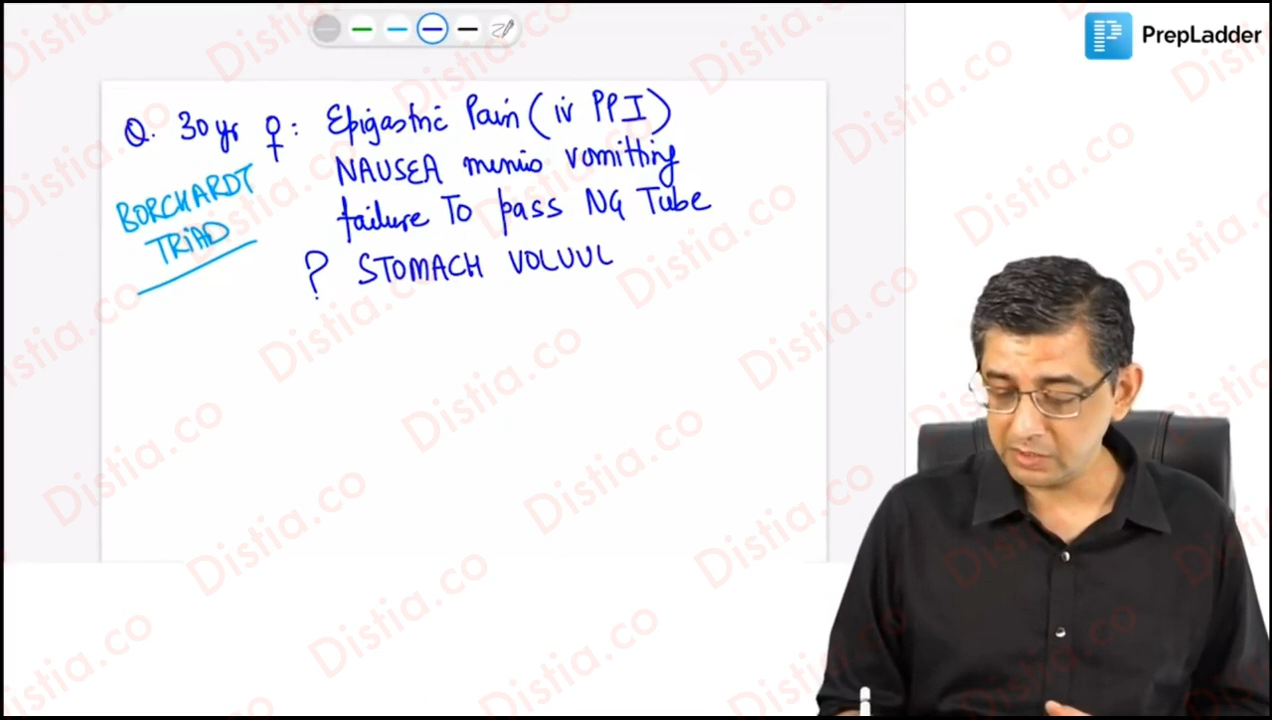 PrepLadder
Q. 30 yr ♀: Epigastric Pain (iv PPI)
NAUSEA minus vomitting
failure To pass NG Tube
BORCHARDT
TRIAD
? STOMACH VOLVUL
Distia.co